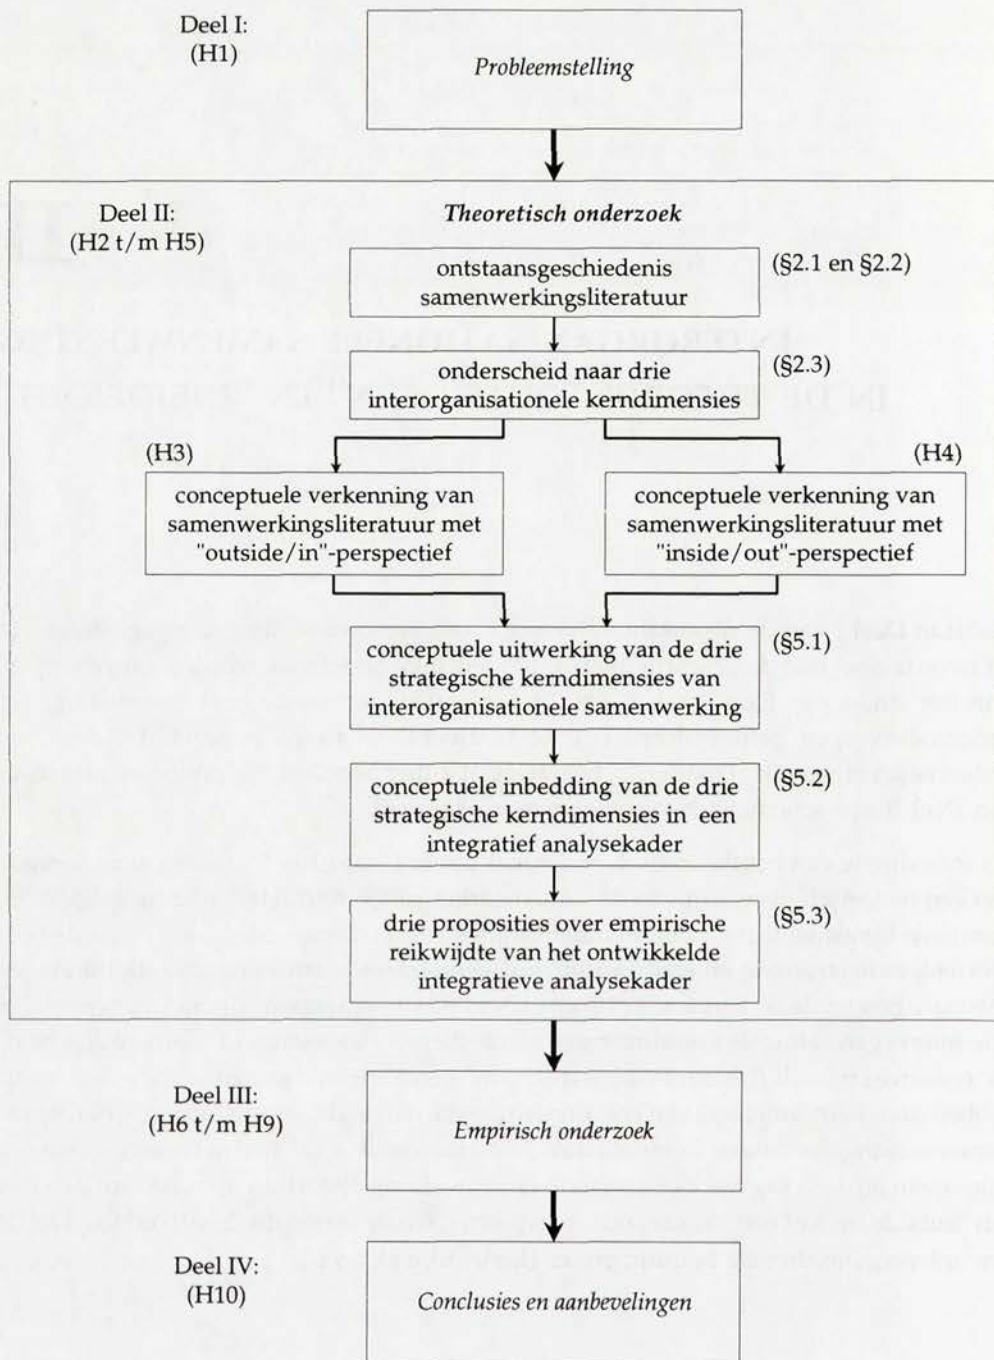 Deel I:
(H1)
Probleemstelling
Deel II:
(H2 t/m H5)
Theoretisch onderzoek
ontstaansgeschiedenis
samenwerkingsliteratuur
(§2.1 en §2.2)
onderscheid naar drie
interorganisationele kerndimensies
(§2.3)
(H3)
conceptuele verkenning van
samenwerkingsliteratuur met
"outside/in"-perspectief
(H4)
conceptuele verkenning van
samenwerkingsliteratuur met
"inside/out"-perspectief
conceptuele uitwerking van de drie
strategische kerndimensies van
interorganisationele samenwerking
(§5.1)
conceptuele inbedding van de drie
strategische kerndimensies in een
integratief analysekader
(§5.2)
drie proposities over empirische
reikwijdte van het ontwikkelde
integratieve analysekader
(§5.3)
Deel III:
(H6 t/m H9)
Empirisch onderzoek
Deel IV:
(H10)
Conclusies en aanbevelingen